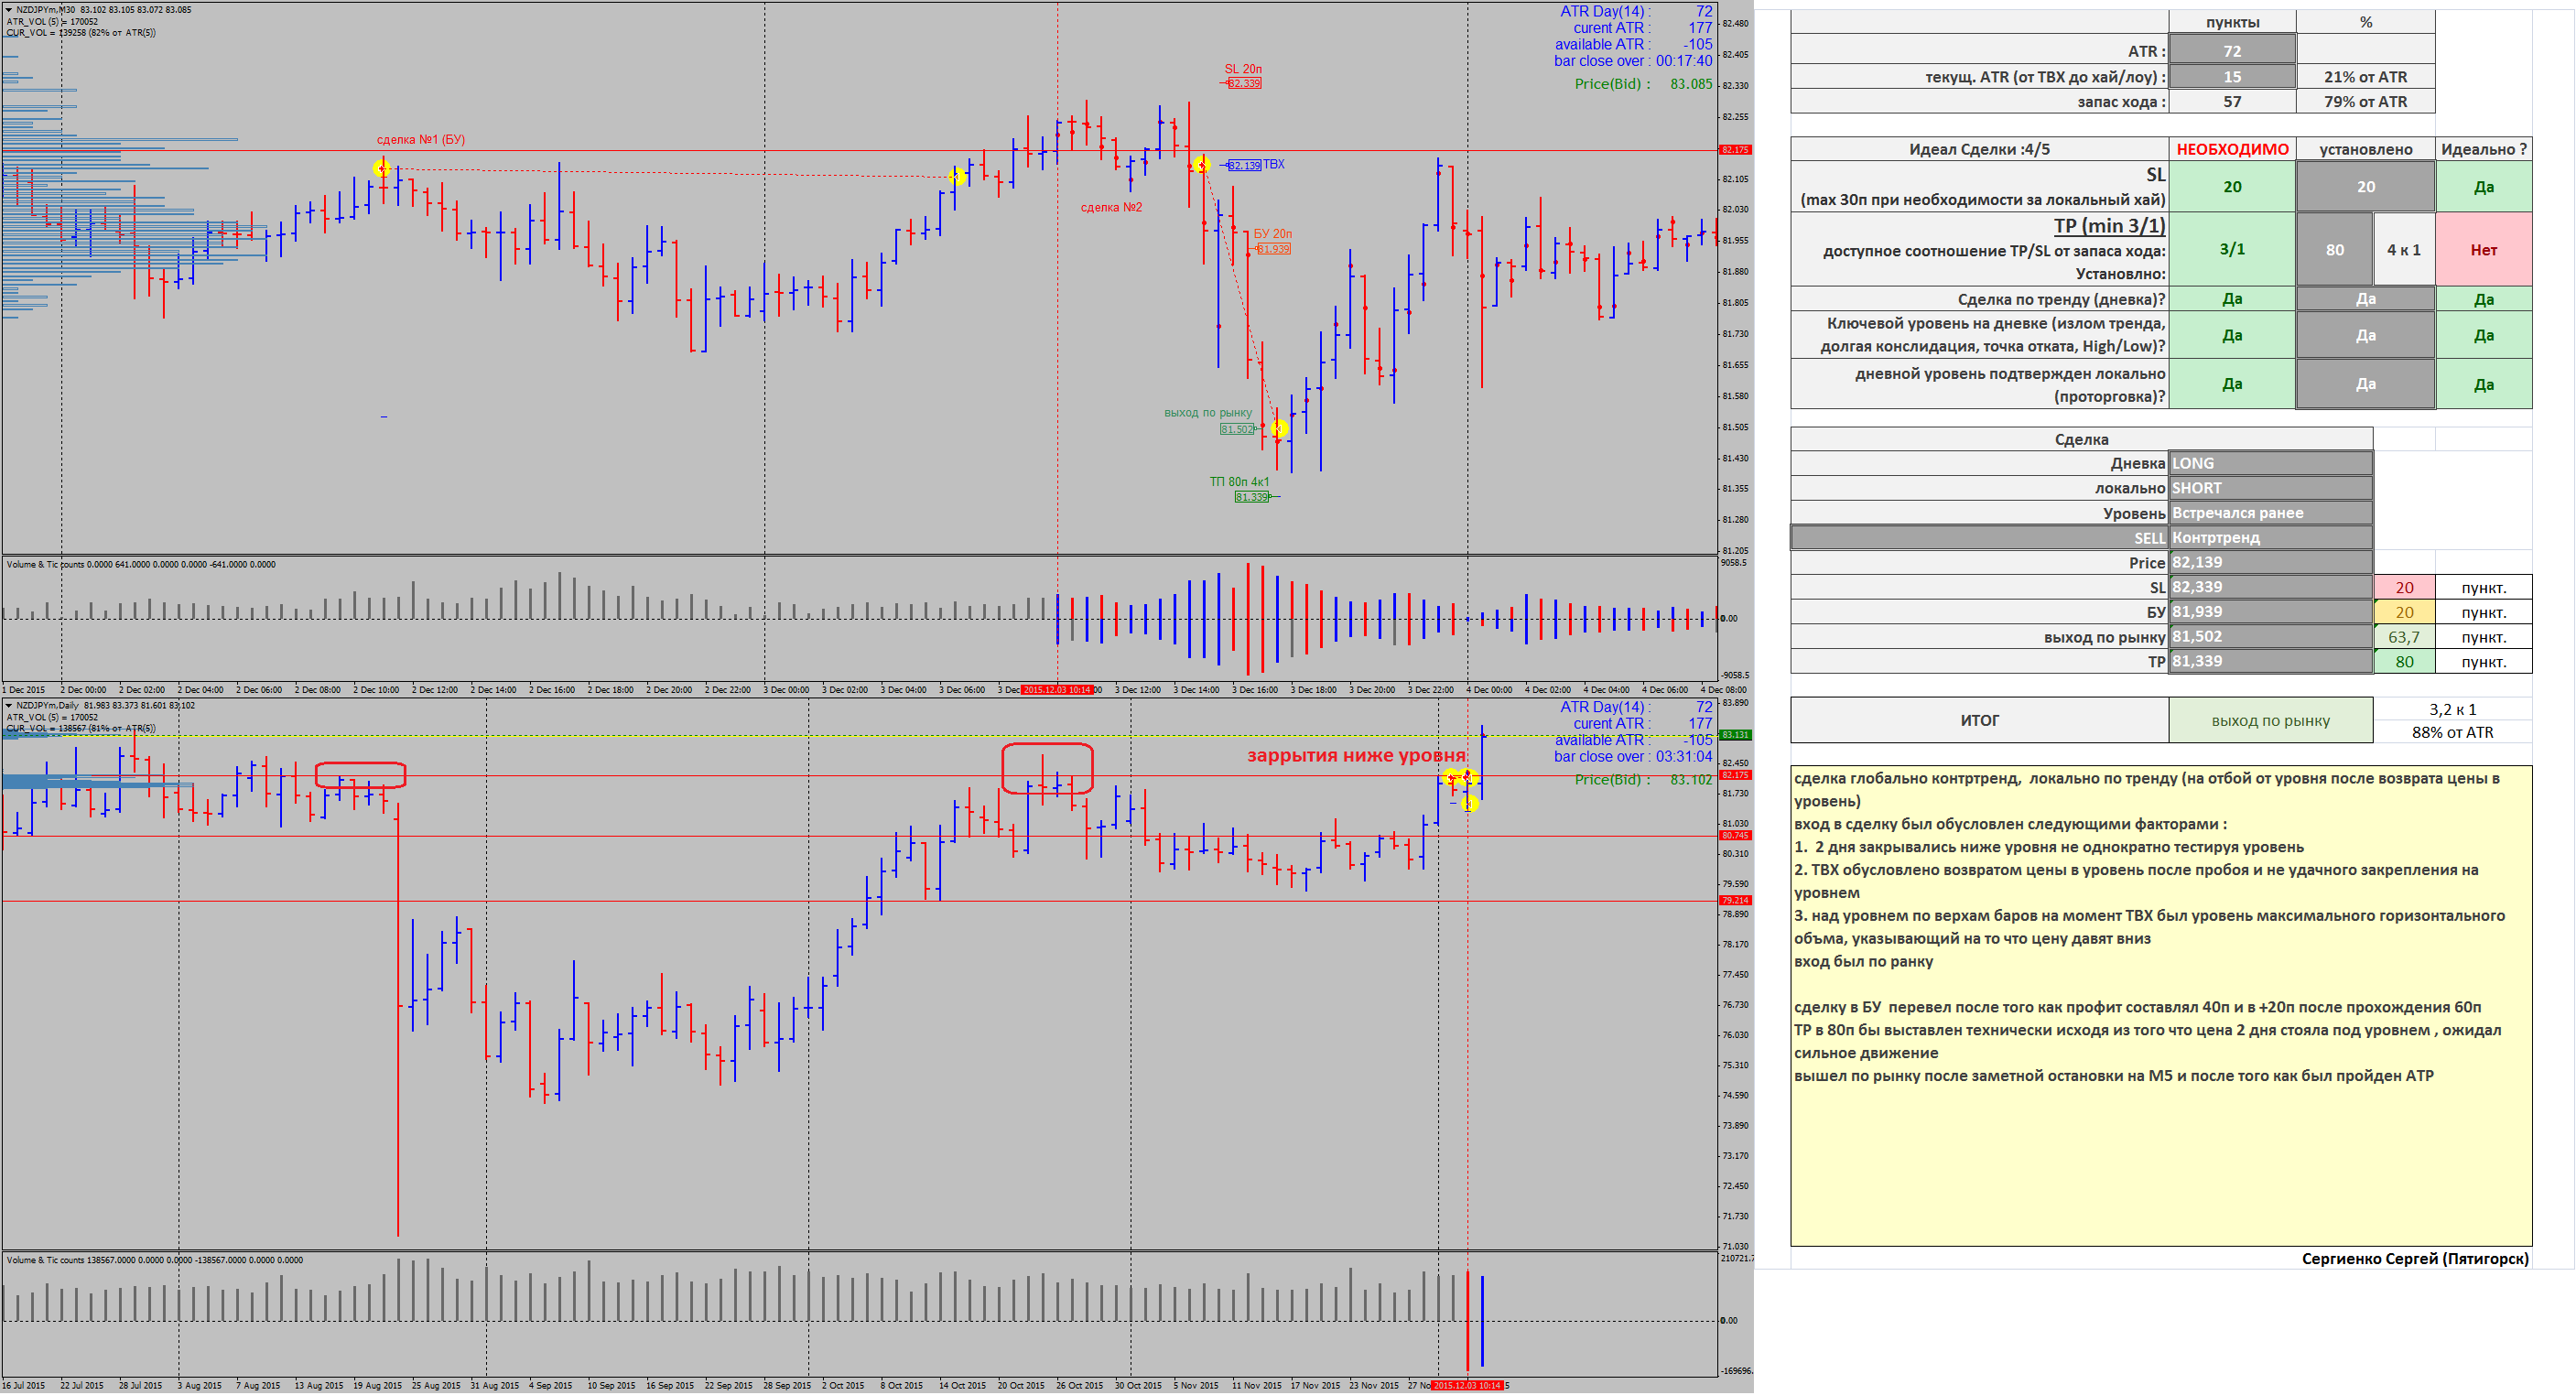 NZDJPYm,M30 83.102 83.105 83.072 83.085
ATR_VOL (5) = 170052
CUR_VOL = 139258 (82% от ATR(5))
ATR Day(14) : 72
curent ATR : 177
available ATR : -105
bar close over : 00:17:40
Price(Bid) : 83.085
SL 20п
82.339
сделка №1 (БУ)
82.139 ТВХ
сделка №2
БУ 20п
81.939
выход по рынку
81.502
ТП 80п 4к1
81.339
82.480
82.405
82.330
82.255
82.175
82.105
82.030
81.955
81.880
81.805
81.730
81.655
81.580
81.505
81.430
81.355
81.280
81.205
Volume & Tic counts 0.0000 641.0000 0.0000 0.0000 -641.0000 0.0000
9058.5
0.00
-9058.5
1 Dec 2015 2 Dec 00:00 2 Dec 02:00 2 Dec 04:00 2 Dec 06:00 2 Dec 08:00 2 Dec 10:00 2 Dec 12:00 2 Dec 14:00 2 Dec 16:00 2 Dec 18:00 2 Dec 20:00 2 Dec 22:00 3 Dec 00:00 3 Dec 02:00 3 Dec 04:00 3 Dec 06:00 3 Dec 2015.12.03 10:14 00 3 Dec 12:00 3 Dec 14:00 3 Dec 16:00 3 Dec 18:00 3 Dec 20:00 3 Dec 22:00 4 Dec 00:00 4 Dec 02:00 4 Dec 04:00 4 Dec 06:00 4 Dec 08:00
NZDJPYm,Daily 81.983 83.373 81.601 83.102
ATR_VOL (5) = 170052
CUR_VOL = 138567 (81% от ATR(5))
ATR Day(14) : 72
curent ATR : 177
available ATR : -105
bar close over : 03:31:04
Price(Bid) : 83.102
заррытия ниже уровня
83.890
83.131
82.450
82.175
81.730
81.030
80.745
80.310
79.590
79.214
78.890
78.170
77.450
76.730
76.030
75.310
74.590
73.890
73.170
72.450
71.730
71.030
Volume & Tic counts 138567.0000 0.0000 0.0000 -138567.0000 0.0000 0.0000
210721.7
0.00
-169696.
16 Jul 2015 22 Jul 2015 28 Jul 2015 3 Aug 2015 7 Aug 2015 13 Aug 2015 19 Aug 2015 25 Aug 2015 31 Aug 2015 4 Sep 2015 10 Sep 2015 16 Sep 2015 22 Sep 2015 28 Sep 2015 2 Oct 2015 8 Oct 2015 14 Oct 2015 20 Oct 2015 26 Oct 2015 30 Oct 2015 5 Nov 2015 11 Nov 2015 17 Nov 2015 23 Nov 2015 27 No 2015.12.03 10:14 5
пункты %
ATR : 72
текущ. ATR (от ТВХ до хай/лоу) : 15 21% от ATR
запас хода : 57 79% от ATR
Идеал Сделки :4/5 НЕОБХОДИМО установлено Идеально ?
SL
(max 30п при необходимости за локальный хай) 20 20 Да
TP (min 3/1)
доступное соотношение TP/SL от запаса хода: 3/1 80 4 к 1 Нет
Установлно:
Сделка по тренду (дневка)? Да Да Да
Ключевой уровень на дневке (излом тренда,
долгая конслидация, точка отката, High/Low)? Да Да Да
дневной уровень подтвержден локально
(проторговка)? Да Да Да
Сделка
Дневка LONG
локально SHORT
Уровень Встречался ранее
SELL Контртренд
Price 82,139
SL 82,339 20 пункт.
БУ 81,939 20 пункт.
выход по рынку 81,502 63,7 пункт.
TP 81,339 80 пункт.
ИТОГ выход по рынку 3,2 к 1
88% от ATR
сделка глобально контртренд, локально по тренду (на отбой от уровня после возврата цены в
уровень)
вход в сделку был обусловлен следующими факторами :
1. 2 дня закрывались ниже уровня не однократно тестируя уровень
2. ТВХ обусловлено возвратом цены в уровень после пробоя и не удачного закрепления на
уровнем
3. над уровнем по верхам баров на момент ТВХ был уровень максимального горизонтального
объма, указывающий на то что цену давят вниз
вход был по ранку
сделку в БУ перевел после того как профит составлял 40п и в +20п после прохождения 60п
TP в 80п бы выставлен технически исходя из того что цена 2 дня стояла под уровнем , ожидал
сильное движение
вышел по рынку после заметной остановки на М5 и после того как был пройден АТР
Сергиенко Сергей (Пятигорск)